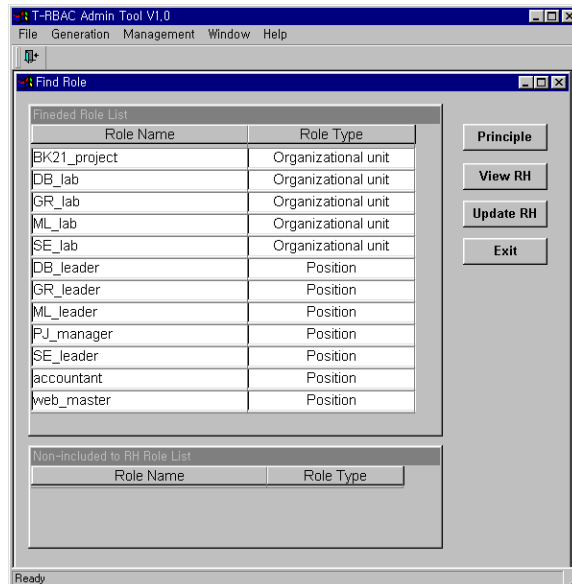 T-RBAC Admin Tool V1.0
File Generation Management Window Help
Find Role
Fineded Role List
Role Name Role Type
BK21_project Organizational unit
DB_lab Organizational unit
GR_lab Organizational unit
ML_lab Organizational unit
SE_lab Organizational unit
DB_leader Position
GR_leader Position
ML_leader Position
PJ_manager Position
SE_leader Position
accountant Position
web_master Position
Principle
View RH
Update RH
Exit
Non-included to RH Role List
Role Name Role Type
Ready